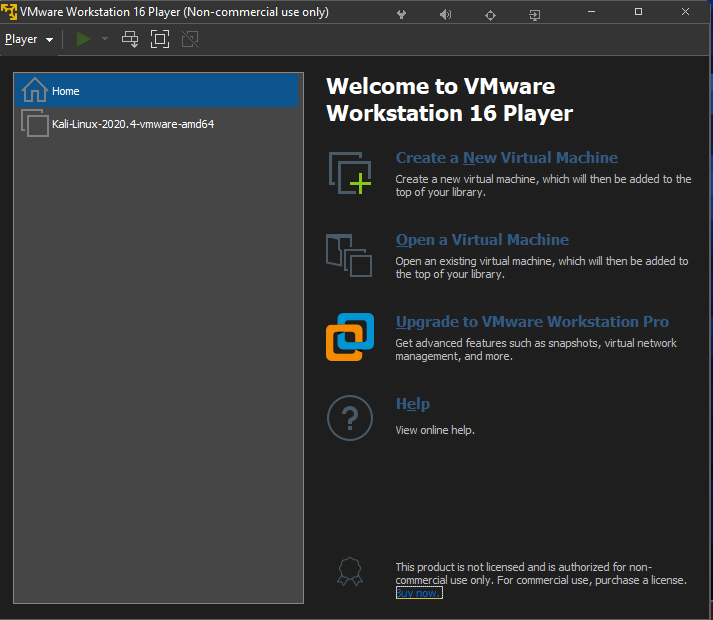 VMware Workstation 16 Player (Non-commercial use only)
Player
Home
Kali-Linux-2020.4-vmware-amd64
Welcome to VMware
Workstation 16 Player
Create a New Virtual Machine
Create a new virtual machine, which will then be added to the
top of your library.
Open a Virtual Machine
Open an existing virtual machine, which will then be added to
the top of your library.
Upgrade to VMware Workstation Pro
Get advanced features such as snapshots, virtual network
management, and more.
Help
View online help.
This product is not licensed and is authorized for non-
commercial use only. For commercial use, purchase a license.
Buy now.